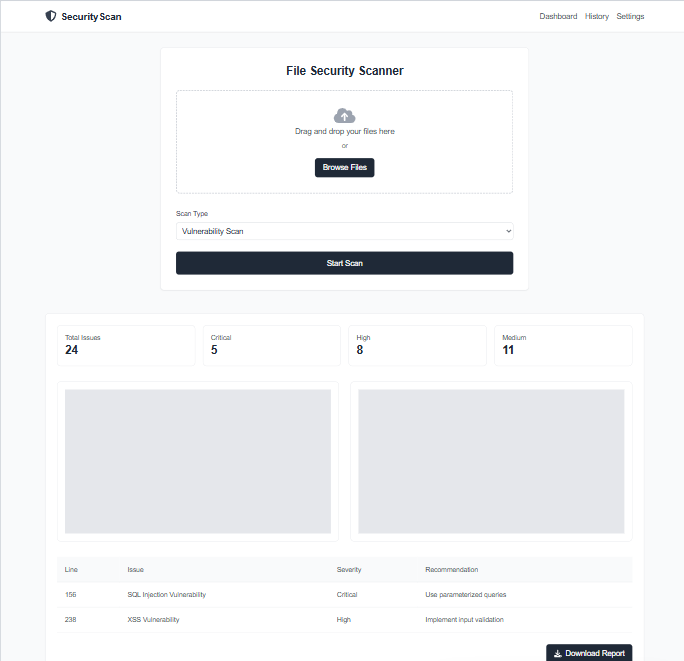 SecurityScan Dashboard History Settings
File Security Scanner
Drag and drop your files here
or
Browse Files
Scan Type
Vulnerability Scan
Start Scan
Total Issues Critical High Medium
24 5 8 11
Line Issue Severity Recommendation
156 SQL Injection Vulnerability Critical Use parameterized queries
238 XSS Vulnerability High Implement input validation
Download Report